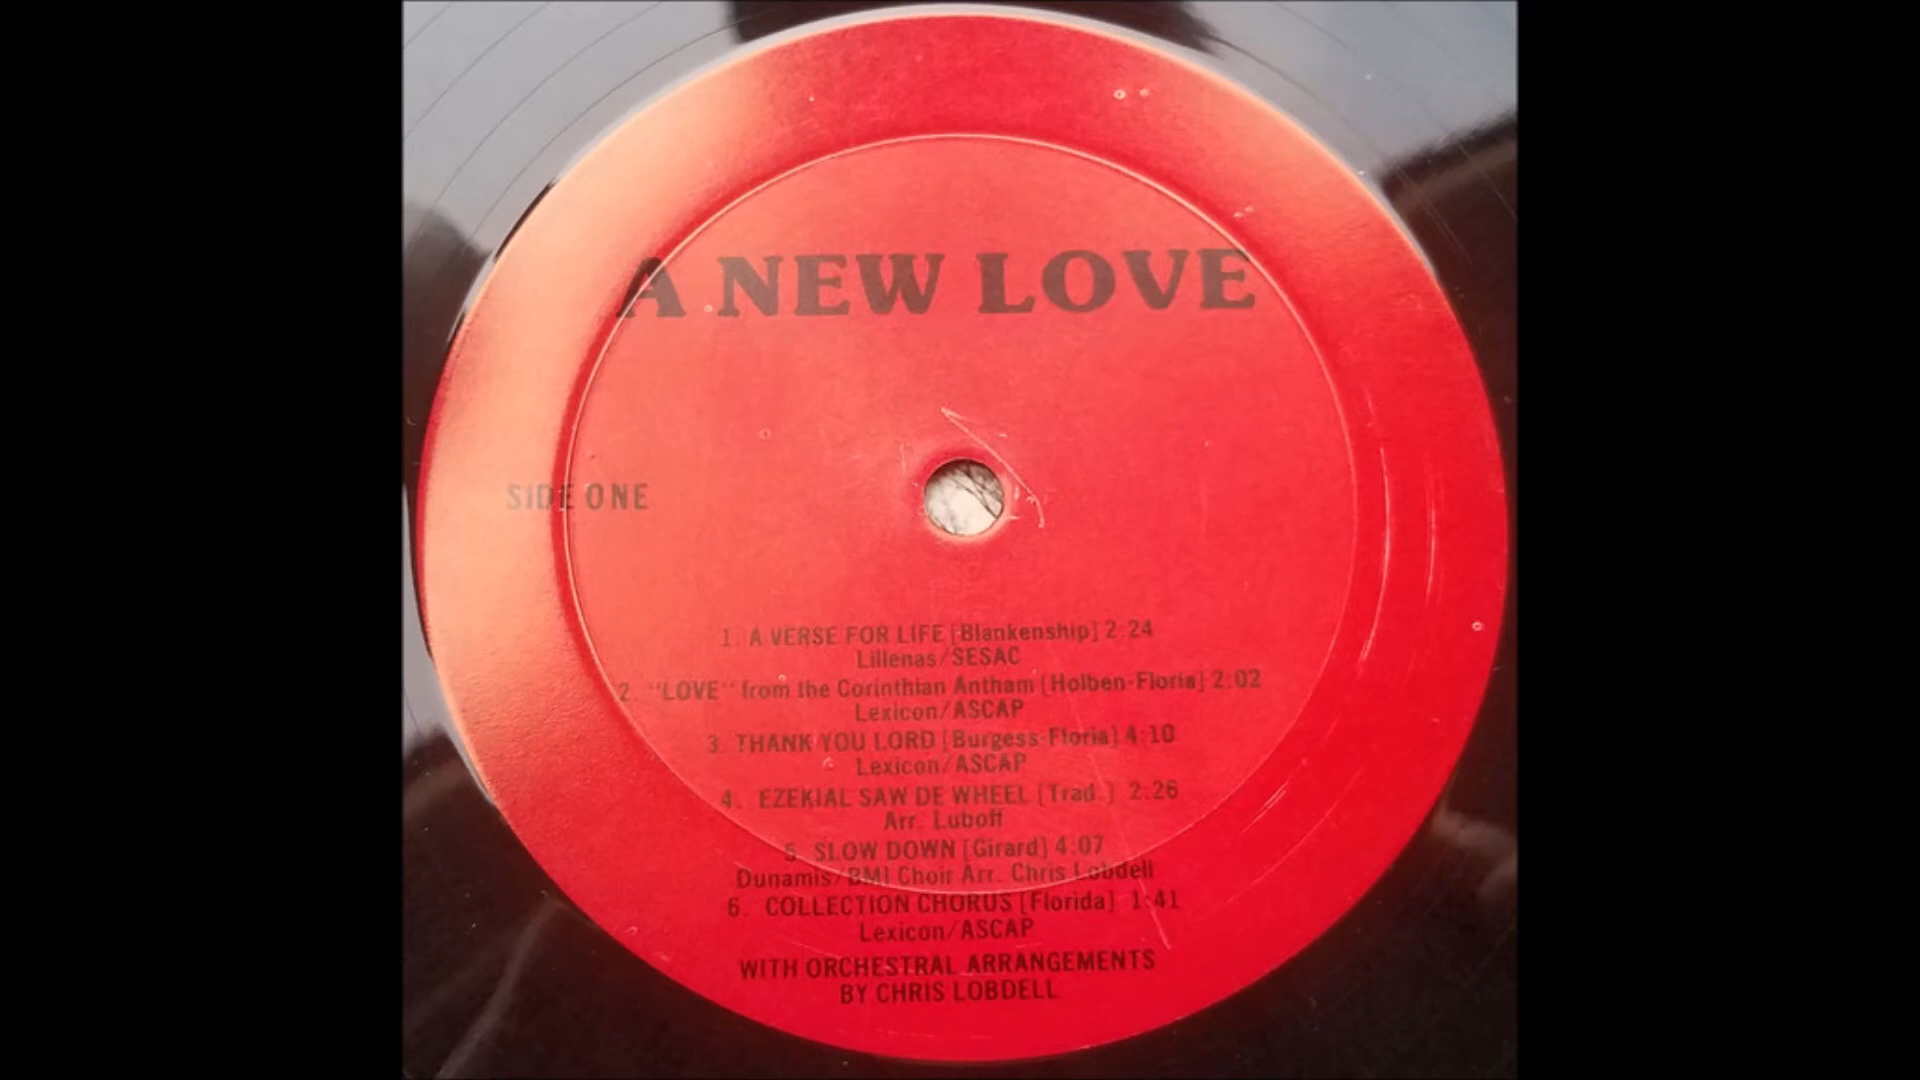 A NEW LOVE
SIDE ONE
1. A VERSE FOR LIFE [Blankenship] 2:24
Lillenas/SESAC
2. "LOVE" from the Corinthian Antham [Holben-Floria] 2:02
Lexicon/ASCAP
3. THANK YOU LORD [Burgess-Floria] 4:10
Lexicon/ASCAP
4. EZEKIAL SAW DE WHEEL [Trad.] 2:26
Arr. Luboff
5. SLOW DOWN [Girard] 4:07
Dunamis/BMI Choir Arr. Chris Lobdell
6. COLLECTION CHORUS [Florida] 1:41
Lexicon/ASCAP
WITH ORCHESTRAL ARRANGEMENTS
BY CHRIS LOBDELL